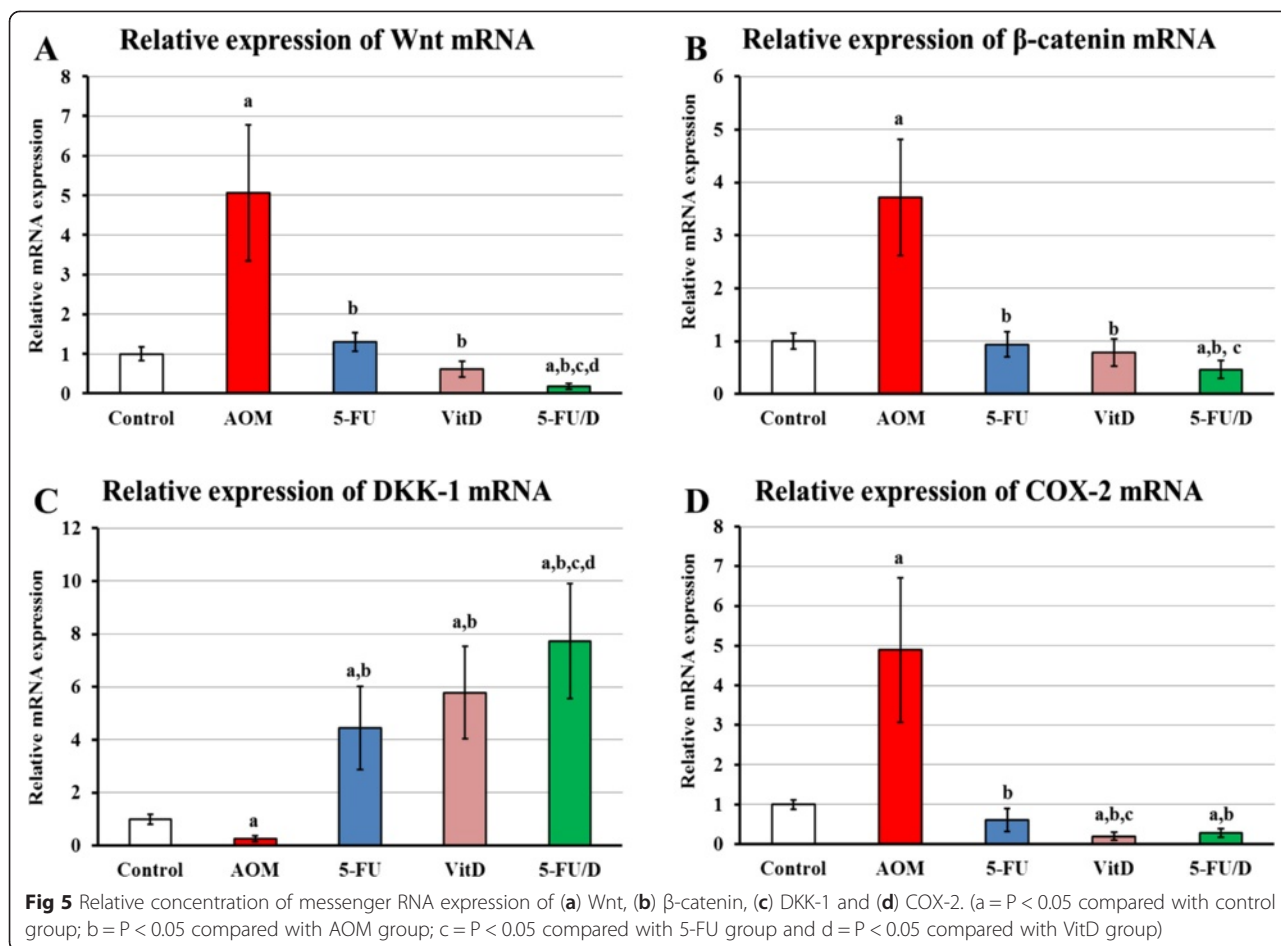 A Relative expression of Wnt mRNA
Relative mRNA expression
8
7
6
5
4
3
2
1
0
a
b
b
a,b,c,d
Control AOM 5-FU VitD 5-FU/D
B Relative expression of β-catenin mRNA
Relative mRNA expression
6
5
4
3
2
1
0
a
b
b
a,b, c
Control AOM 5-FU VitD 5-FU/D
C Relative expression of DKK-1 mRNA
Relative mRNA expression
12
10
8
6
4
2
0
a
a,b
a,b
a,b,c,d
Control AOM 5-FU VitD 5-FU/D
D Relative expression of COX-2 mRNA
Relative mRNA expression
8
7
6
5
4
3
2
1
0
a
b
a,b,c
a,b
Control AOM 5-FU VitD 5-FU/D
Fig 5 Relative concentration of messenger RNA expression of (a) Wnt, (b) β-catenin, (c) DKK-1 and (d) COX-2. (a = P < 0.05 compared with control
group; b = P < 0.05 compared with AOM group; c = P < 0.05 compared with 5-FU group and d = P < 0.05 compared with VitD group)